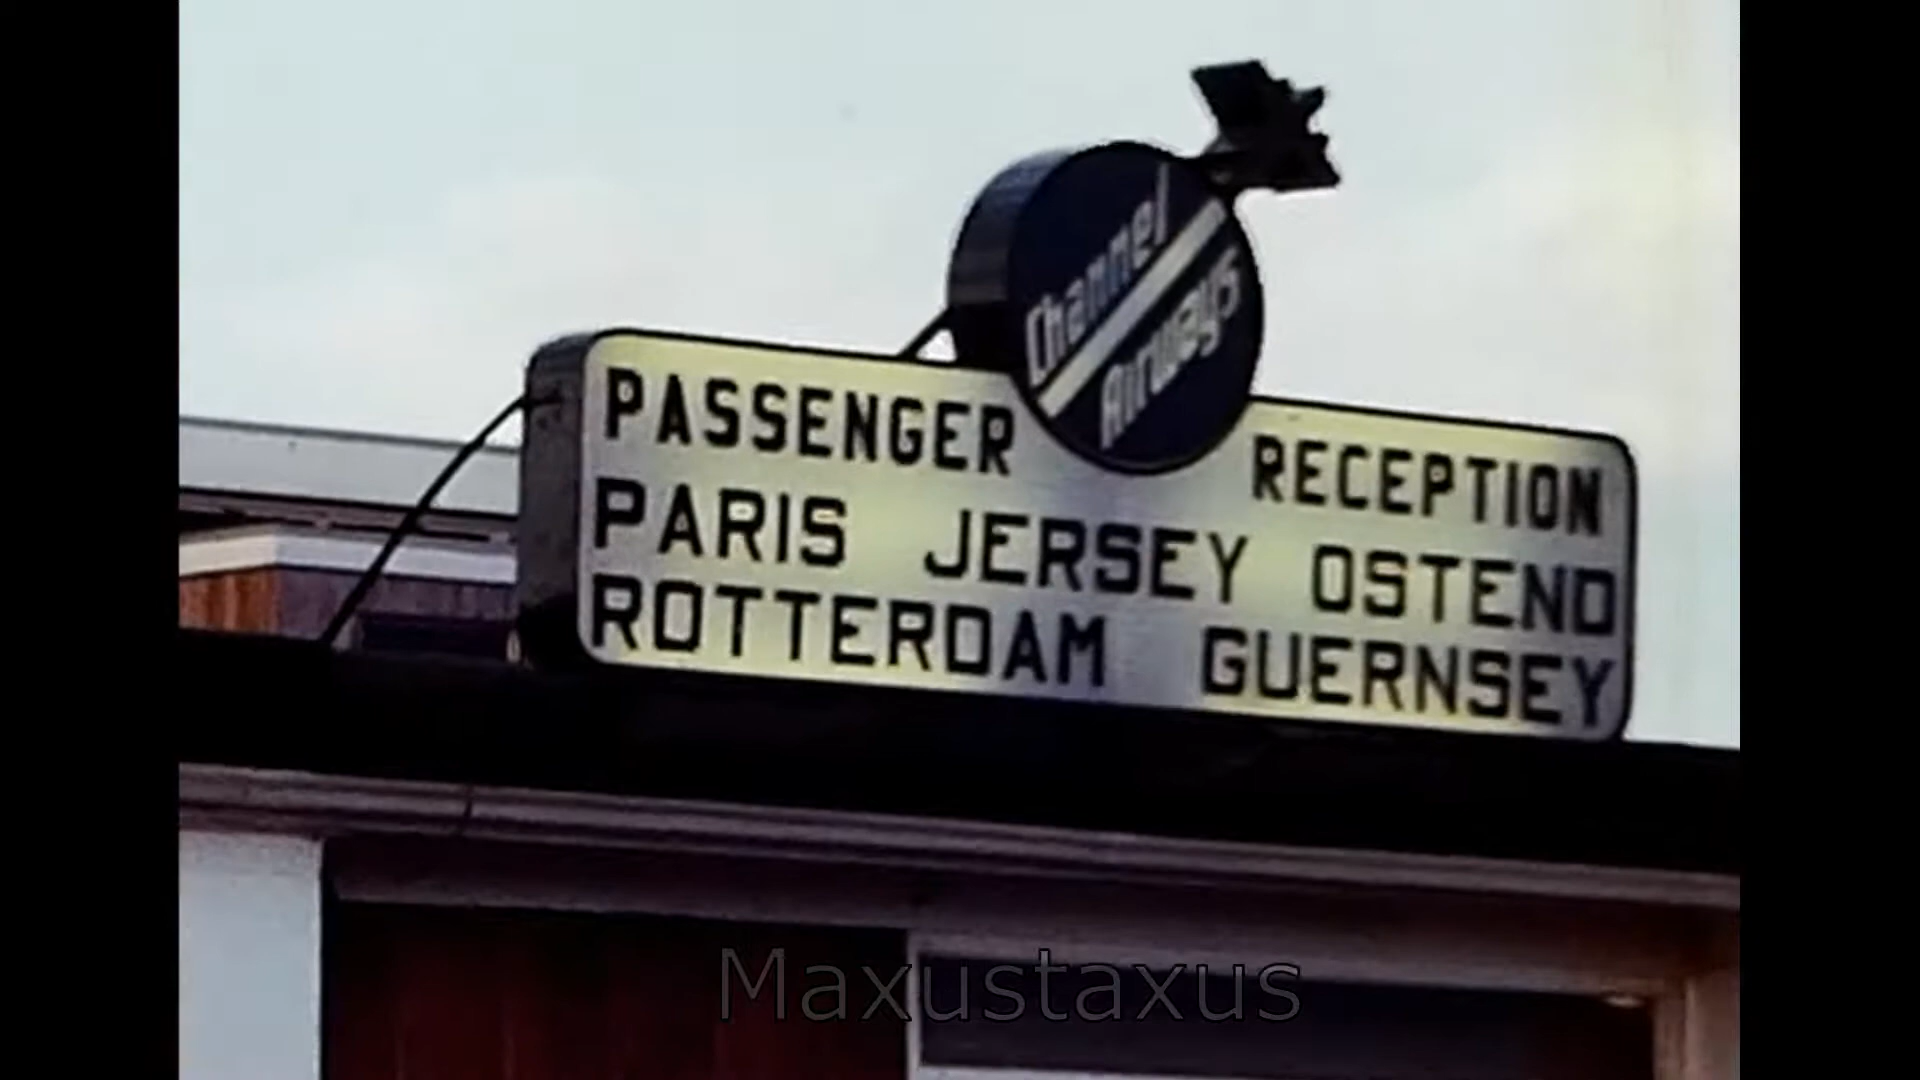 Channel
Airways
PASSENGER RECEPTION
PARIS JERSEY OSTEND
ROTTERDAM GUERNSEY
Maxustaxus